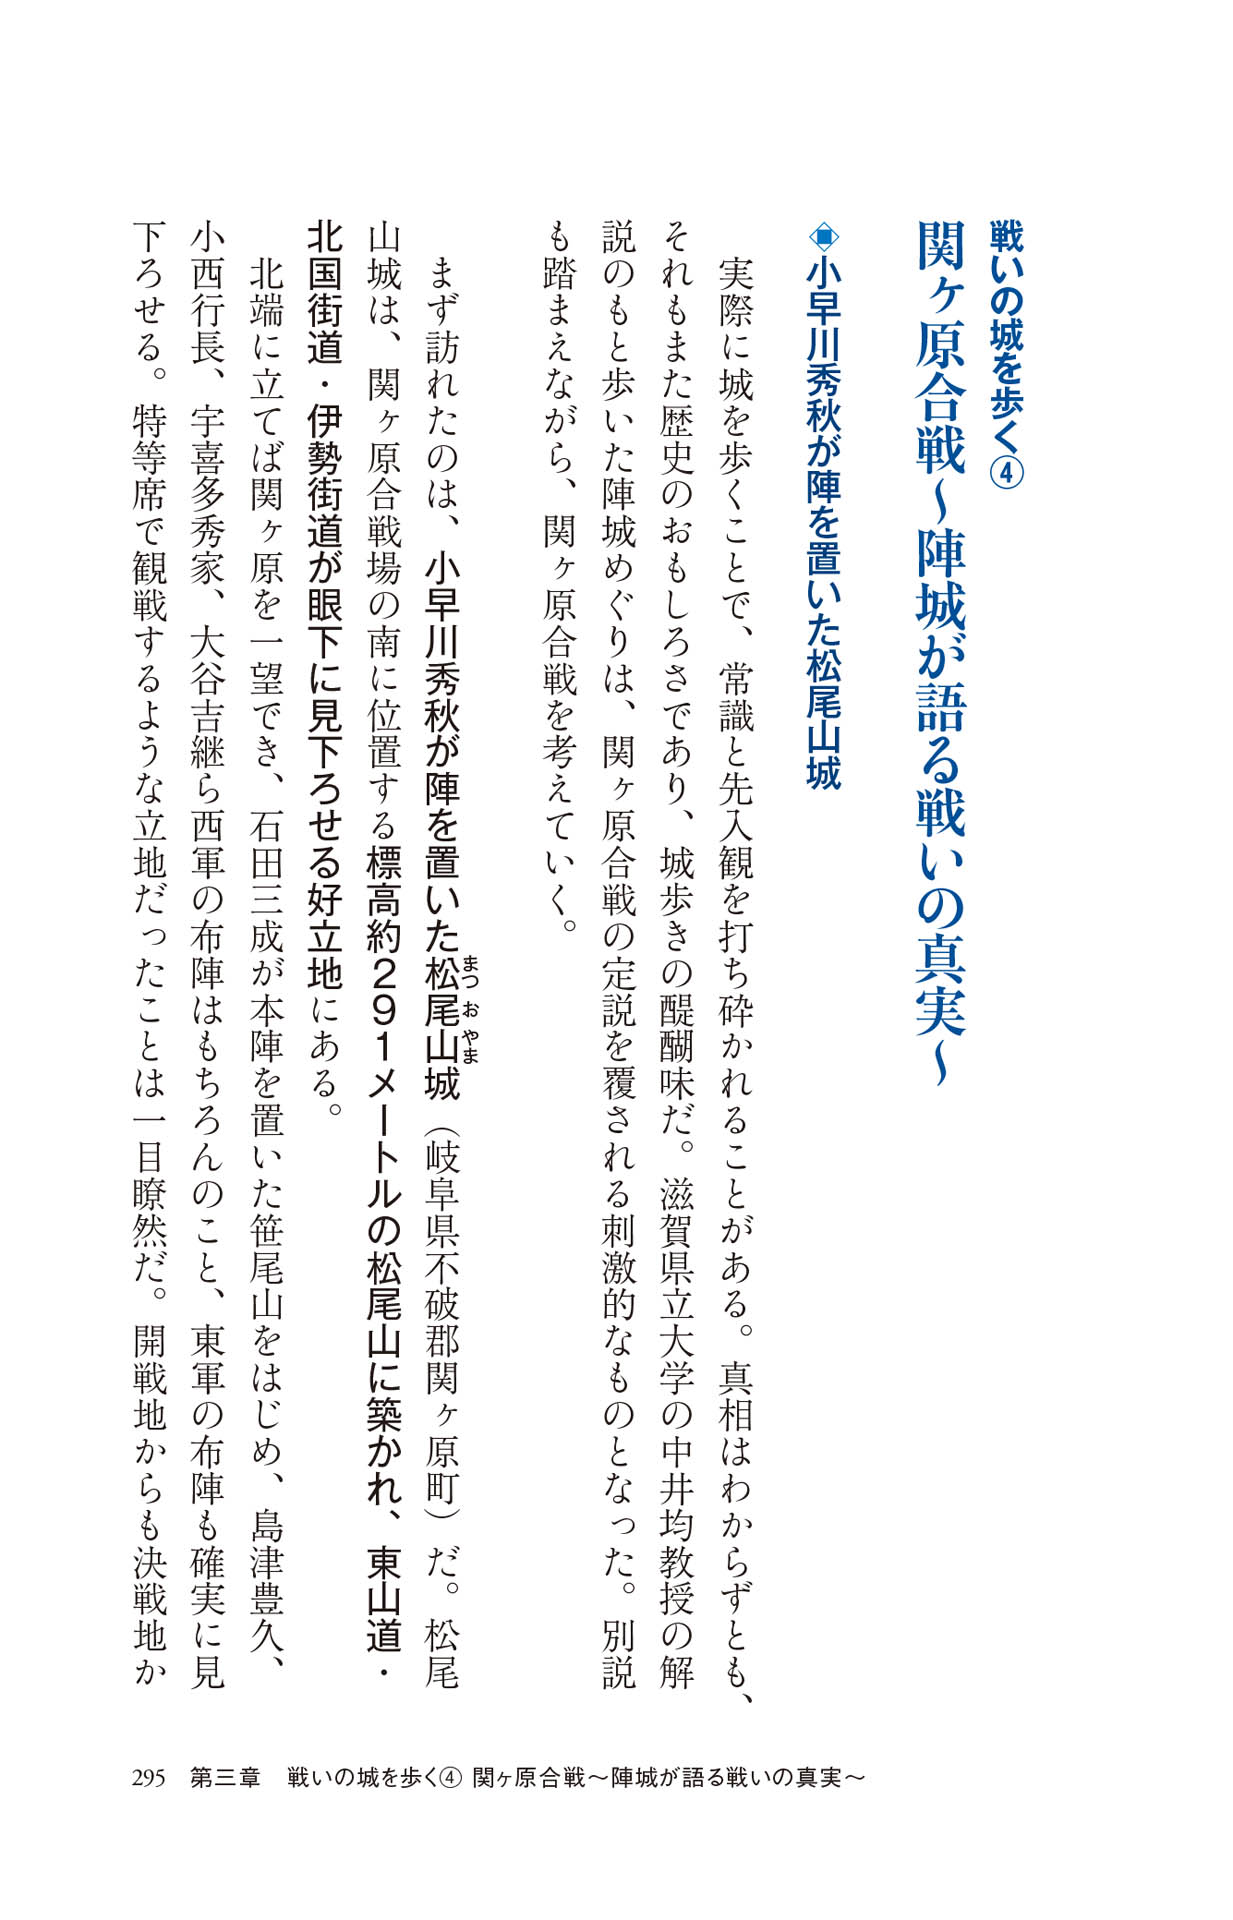 戦いの城を歩く④
関ヶ原合戦〜陣城が語る戦いの真実〜
◈小早川秀秋が陣を置いた松尾山城
実際に城を歩くことで、常識と先入観を打ち砕かれることがある。真相はわからずとも、
それもまた歴史のおもしろさであり、城歩きの醍醐味だ。滋賀県立大学の中井均教授の解
説のもと歩いた陣城めぐりは、関ヶ原合戦の定説を覆される刺激的なものとなった。別説
も踏まえながら、関ヶ原合戦を考えていく。
まず訪れたのは、小早川秀秋が陣を置いた松尾山城（岐阜県不破郡関ヶ原町）だ。松尾
まつ お やま
山城は、関ヶ原合戦場の南に位置する標高約291メートルの松尾山に築かれ、東山道・
北国街道・伊勢街道が眼下に見下ろせる好立地にある。
北端に立てば関ヶ原を一望でき、石田三成が本陣を置いた笹尾山をはじめ、島津豊久、
小西行長、宇喜多秀家、大谷吉継ら西軍の布陣はもちろんのこと、東軍の布陣も確実に見
下ろせる。特等席で観戦するような立地だったことは一目瞭然だ。開戦地からも決戦地か
295 第三章 戦いの城を歩く④ 関ヶ原合戦〜陣城が語る戦いの真実〜